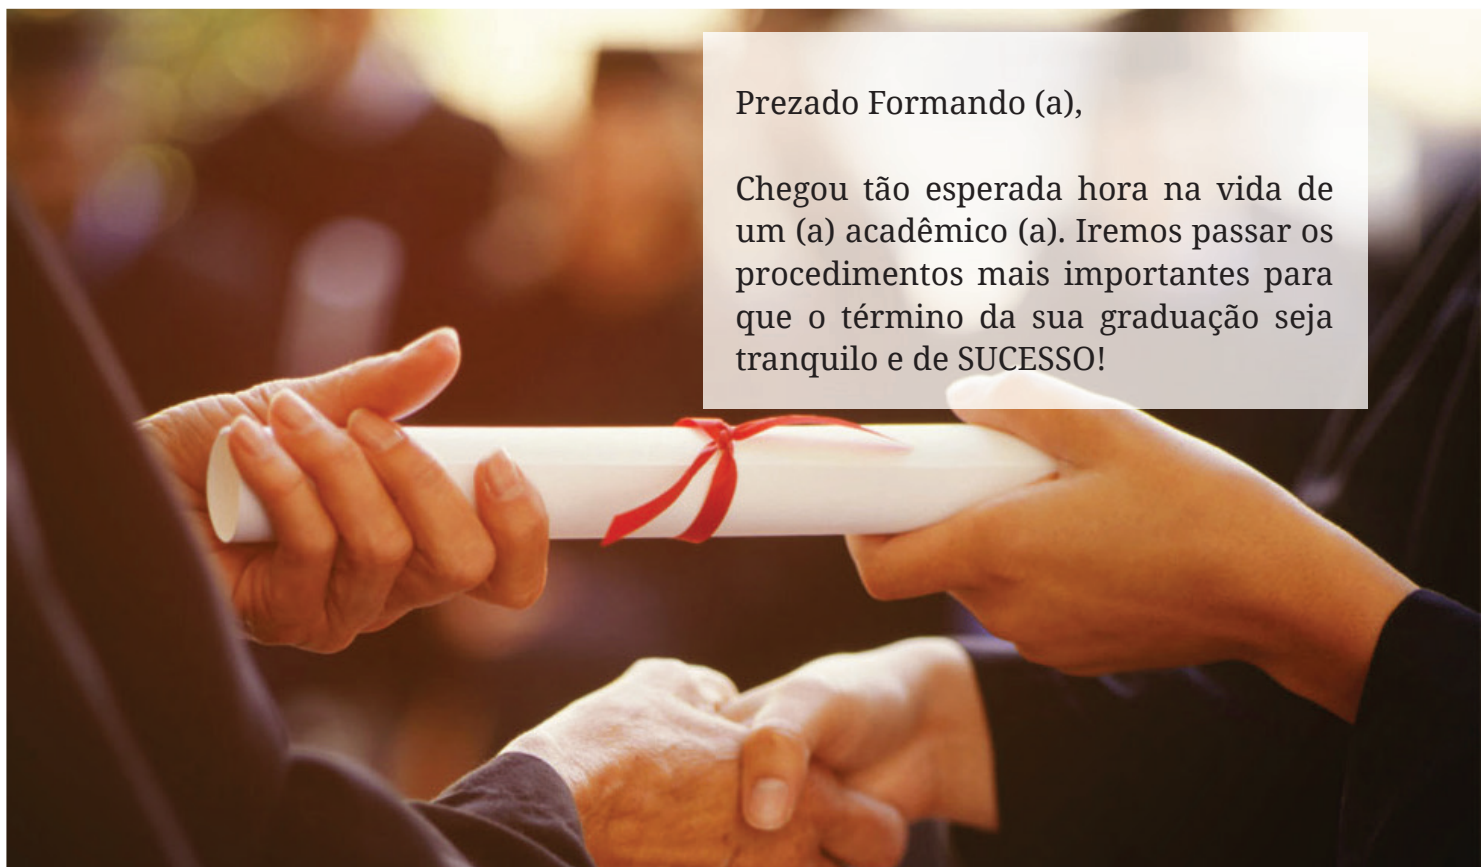 Prezado Formando (a),
Chegou tão esperada hora na vida de
um (a) acadêmico (a). Iremos passar os
procedimentos mais importantes para
que o término da sua graduação seja
tranquilo e de SUCESSO!